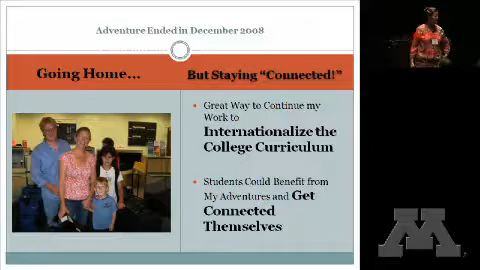 Adventure Ended in December 2008
Going Home...
But Staying “Connected!”
• Great Way to Continue my
Work to
Internationalize the
College Curriculum
• Students Could Benefit from
My Adventures and Get
Connected
Themselves
M